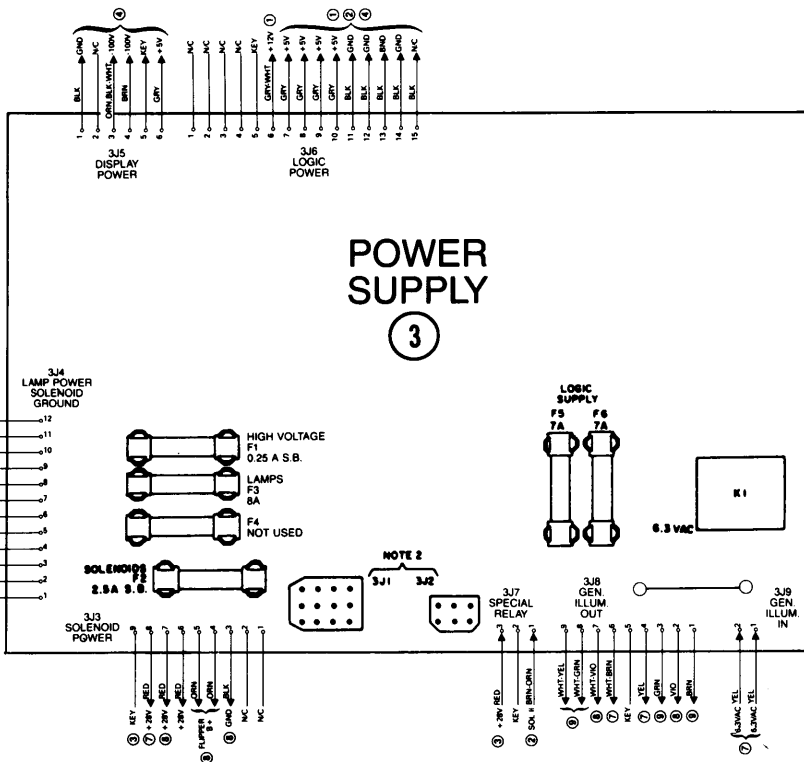 ④
GND
N/C
-100V
-100V
KEY
+5V
BLK
ORN,BLK-WHT
BRN
GRY
1
2
3
4
5
6
3J5
DISPLAY
POWER
①
① ② ④
N/C
N/C
N/C
N/C
KEY
+12V
+5V
+5V
+5V
+5V
GND
GND
BND
GND
N/C
GRY-WHT
GRY
GRY
GRY
GRY
BLK
BLK
BLK
BLK
BLK
1
2
3
4
5
6
7
8
9
10
11
12
13
14
15
3J6
LOGIC
POWER
POWER
SUPPLY
3
3J4
LAMP POWER
SOLENOID
GROUND
12
11
10
9
8
7
6
5
4
3
2
1
HIGH VOLTAGE
F1
0.25 A S.B.
LAMPS
F3
8A
F4
NOT USED
SOLENOIDS
F2
2.5A S.B.
LOGIC
SUPPLY
F5 F6
7A 7A
K1
6.3 VAC
NOTE 2
3J1 3J2
3J3
SOLENOID
POWER
9
8
7
6
5
4
3
2
1
RED
RED
RED
ORN
ORN
BLK
③ KEY
⑦ +28V
⑧ +28V
+28V
FLIPPER
B+
⑧
⑧ GND
N/C
N/C
3J7
SPECIAL
RELAY
3
2
1
③ +28V RED
KEY
② SOL II BRN-ORN
3J8
GEN.
ILLUM.
OUT
9
8
7
6
5
4
3
2
1
WHT-YEL
WHT-GRN
⑨
⑧ WHT-VIO
⑦ WHT-BRN
KEY
⑦ YEL
⑨ GRN
⑧ VIO
⑨ BRN
3J9
GEN.
ILLUM.
IN
2
1
6.3VAC YEL
6.3VAC YEL
⑦